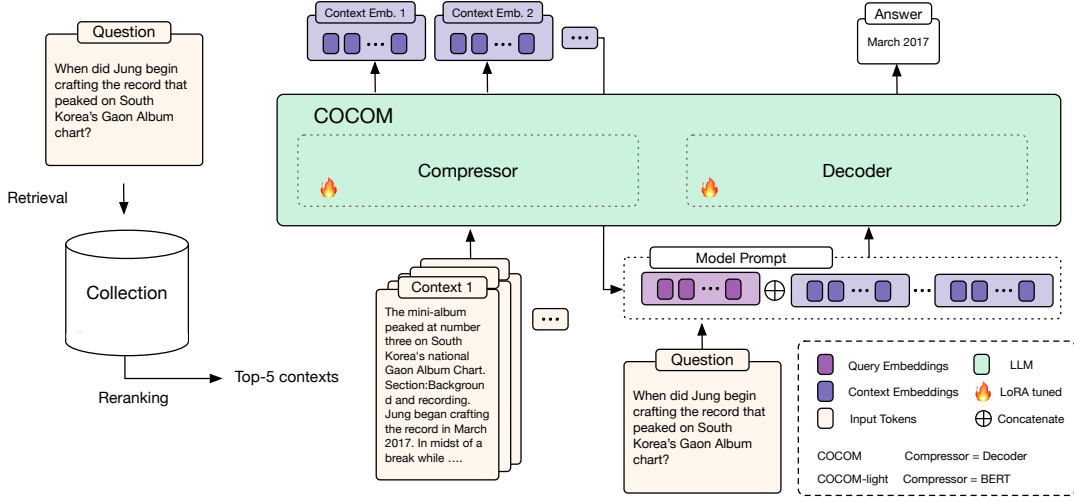 Question
When did Jung begin
crafting the record that
peaked on South
Korea's Gaon Album
chart?
Retrieval
Collection
Reranking
Top-5 contexts
Context Emb. 1
Context Emb. 2
...
Answer
March 2017
COCOM
Compressor
Decoder
Context 1
The mini-album
peaked at number
three on South
Korea's national
Gaon Album Chart.
Section:Backgroun
d and recording.
Jung began crafting
the record in March
2017. In midst of a
break while ....
...
Model Prompt
Question
When did Jung begin
crafting the record that
peaked on South
Korea's Gaon Album
chart?
Query Embeddings
Context Embeddings
Input Tokens
LLM
LoRA tuned
Concatenate
COCOM Compressor = Decoder
COCOM-light Compressor = BERT